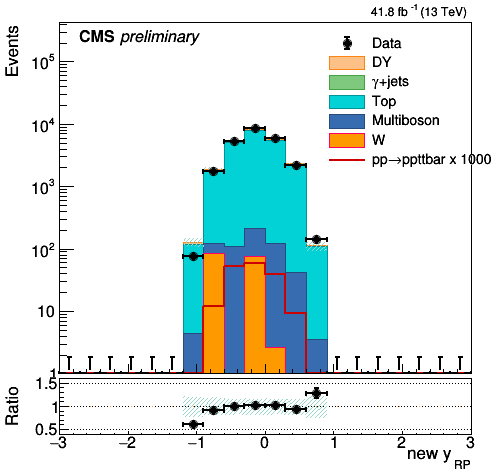 41.8 fb⁻¹ (13 TeV)
CMS preliminary
Events
Data
DY
γ+jets
Top
Multiboson
W
pp→ppttbar x 1000
10⁵
10⁴
10³
10²
10
1
Ratio
1.5
1
0.5
−3 −2 −1 0 1 2 3
new y_RP